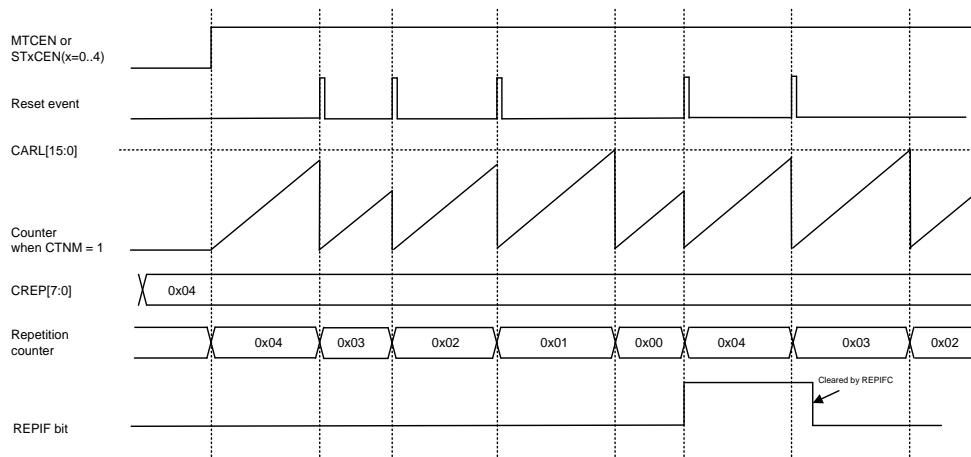 MTCEN or
STxCEN(x=0..4)
Reset event
CARL[15:0]
Counter
when CTNM = 1
CREP[7:0]
0x04
Repetition
counter
0x04
0x03
0x02
0x01
0x00
0x04
0x03
0x02
Cleared by REPIFC
REPIF bit